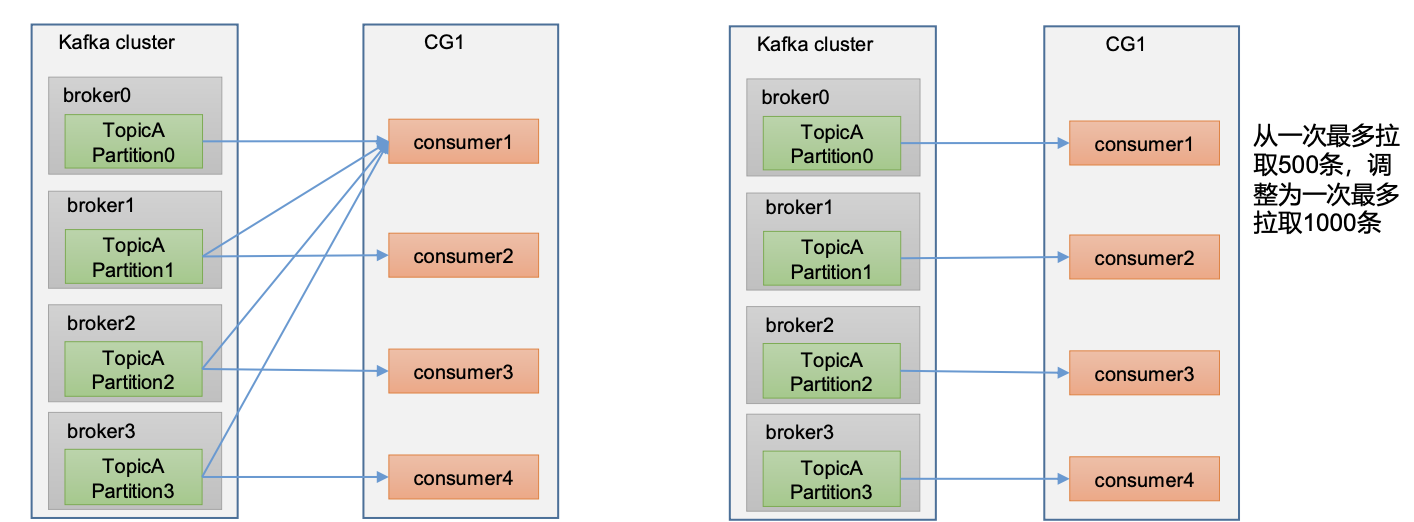 Kafka cluster
broker0
TopicA
Partition0
broker1
TopicA
Partition1
broker2
TopicA
Partition2
broker3
TopicA
Partition3
CG1
consumer1
consumer2
consumer3
consumer4
Kafka cluster
broker0
TopicA
Partition0
broker1
TopicA
Partition1
broker2
TopicA
Partition2
broker3
TopicA
Partition3
CG1
consumer1
consumer2
consumer3
consumer4
从一次最多拉
取500条，调
整为一次最多
拉取1000条